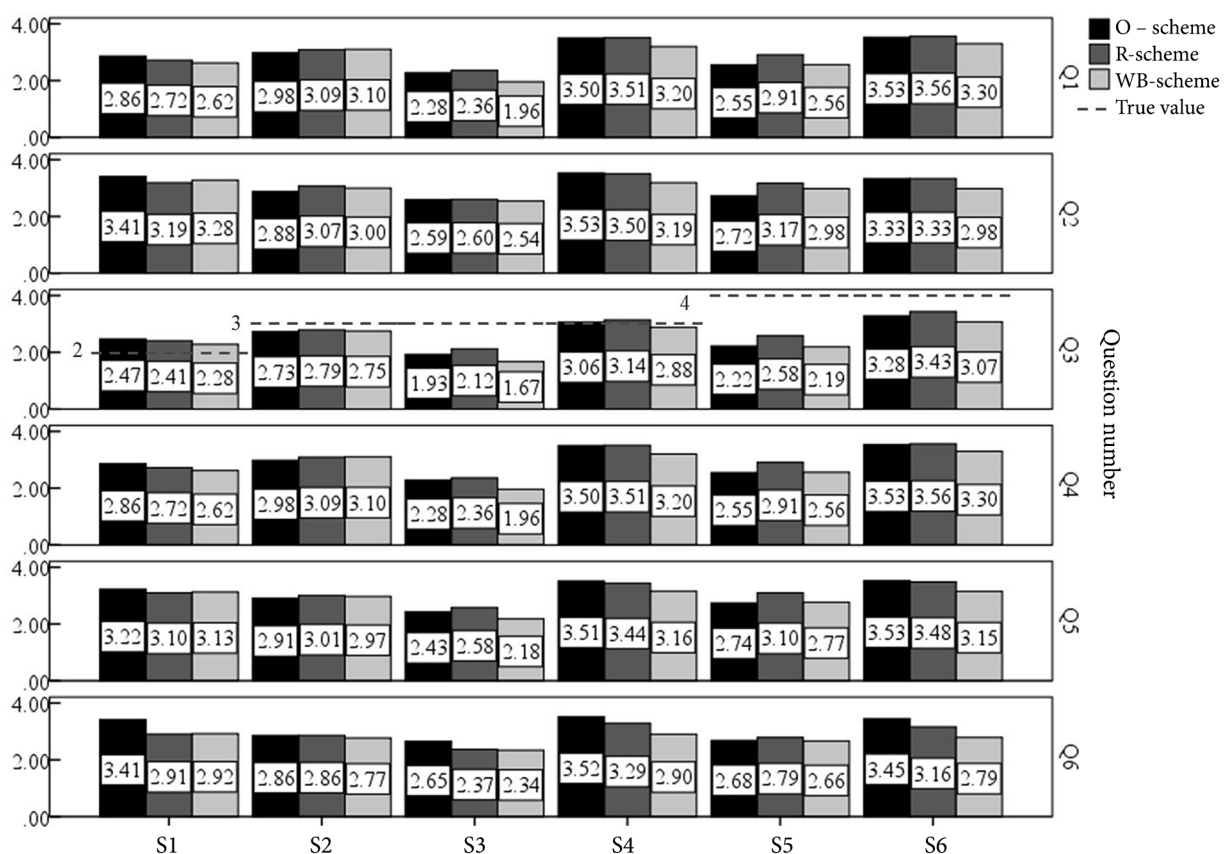 4.00
2.00
.00
2.86 2.72 2.62 2.98 3.09 3.10 2.28 2.36 1.96 3.50 3.51 3.20 2.55 2.91 2.56 3.53 3.56 3.30
Q1
O – scheme
R-scheme
WB-scheme
True value
4.00
2.00
.00
3.41 3.19 3.28 2.88 3.07 3.00 2.59 2.60 2.54 3.53 3.50 3.19 2.72 3.17 2.98 3.33 3.33 2.98
Q2
4.00
2.00
.00
2 3 4
2.47 2.41 2.28 2.73 2.79 2.75 1.93 2.12 1.67 3.06 3.14 2.88 2.22 2.58 2.19 3.28 3.43 3.07
Q3
Question number
4.00
2.00
.00
2.86 2.72 2.62 2.98 3.09 3.10 2.28 2.36 1.96 3.50 3.51 3.20 2.55 2.91 2.56 3.53 3.56 3.30
Q4
4.00
2.00
.00
3.22 3.10 3.13 2.91 3.01 2.97 2.43 2.58 2.18 3.51 3.44 3.16 2.74 3.10 2.77 3.53 3.48 3.15
Q5
4.00
2.00
.00
3.41 2.91 2.92 2.86 2.86 2.77 2.65 2.37 2.34 3.52 3.29 2.90 2.68 2.79 2.66 3.45 3.16 2.79
Q6
S1 S2 S3 S4 S5 S6